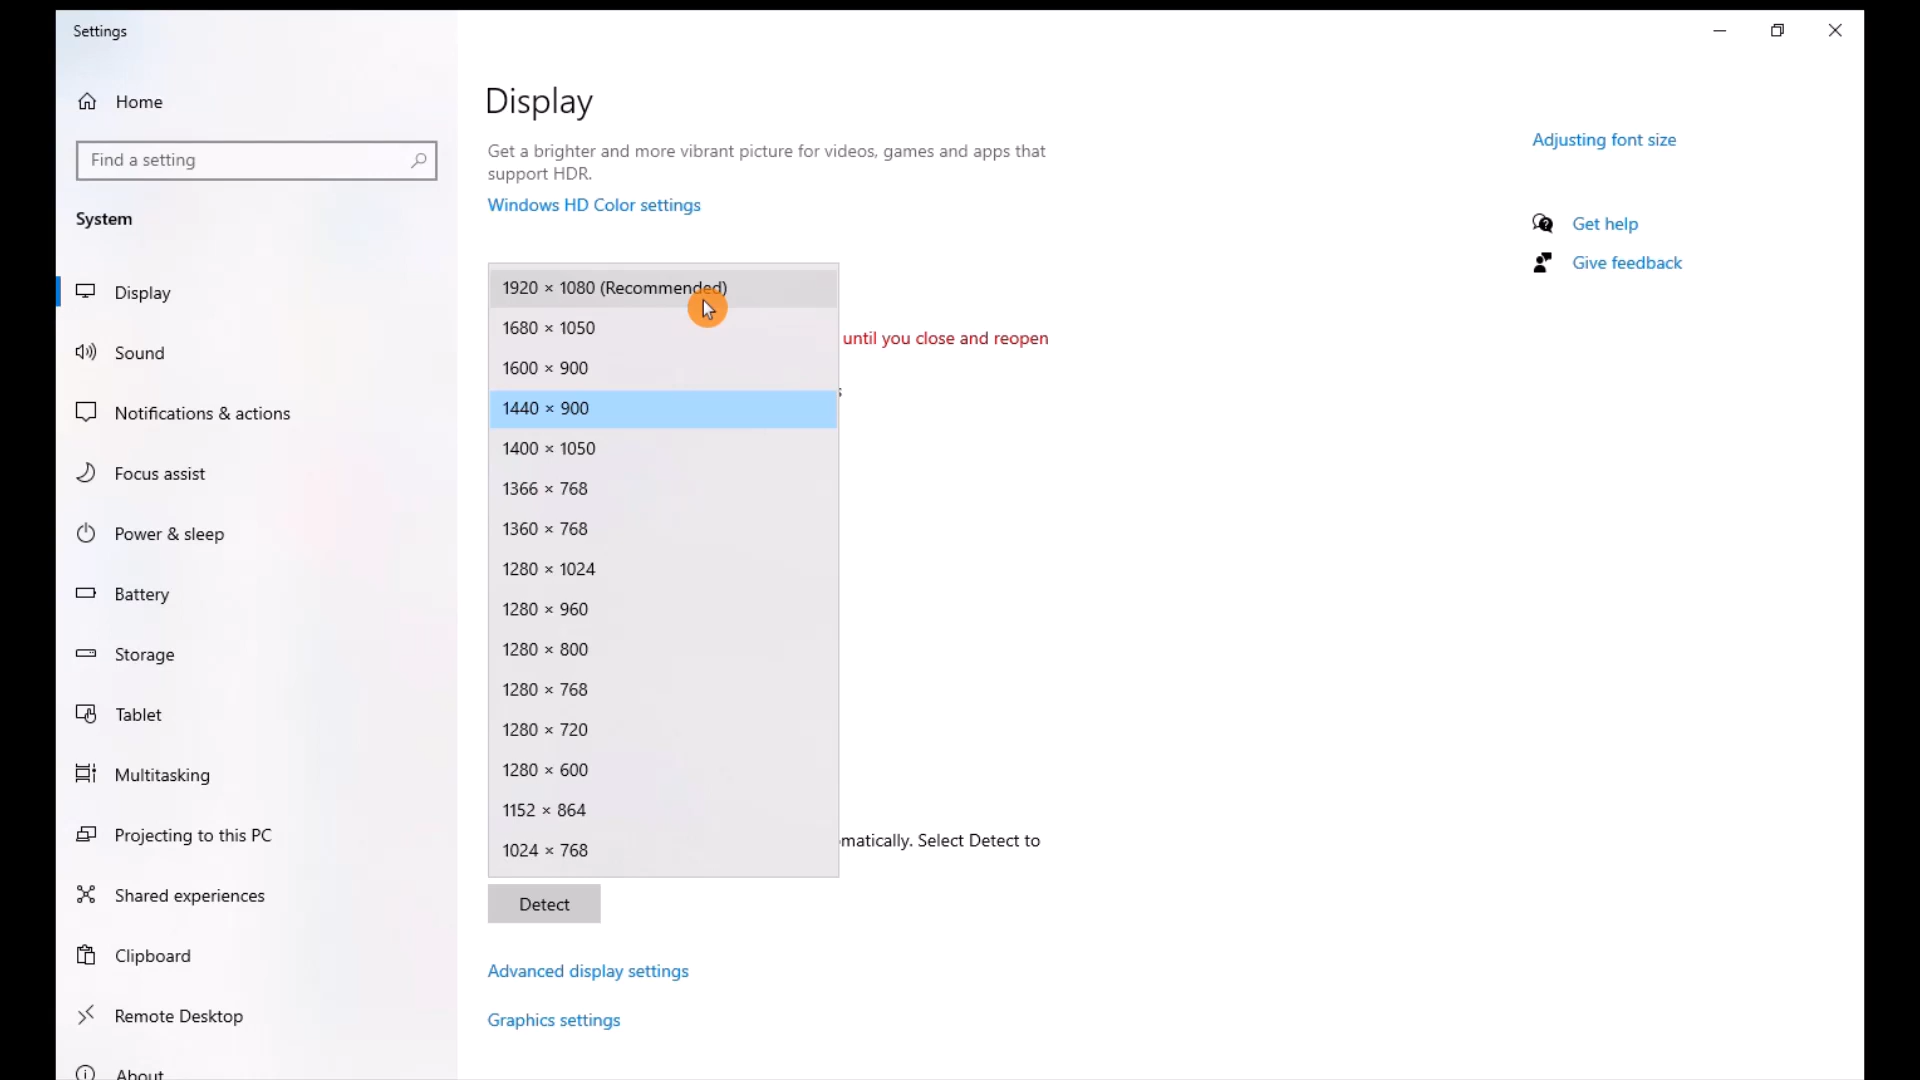 Settings
Home
Find a setting
System
Display
Sound
Notifications & actions
Focus assist
Power & sleep
Battery
Storage
Tablet
Multitasking
Projecting to this PC
Shared experiences
Clipboard
Remote Desktop
About
Display
Get a brighter and more vibrant picture for videos, games and apps that
support HDR.
Windows HD Color settings
1920 × 1080 (Recommended)
1680 × 1050
until you close and reopen
1600 × 900
1440 × 900
1400 × 1050
1366 × 768
1360 × 768
1280 × 1024
1280 × 960
1280 × 800
1280 × 768
1280 × 720
1280 × 600
1152 × 864
1024 × 768
matically. Select Detect to
Detect
Advanced display settings
Graphics settings
Adjusting font size
Get help
Give feedback